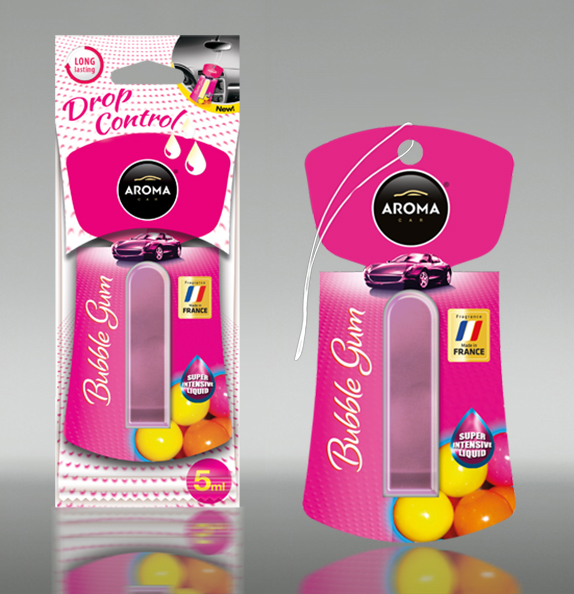 LONG
lasting
New!
Drop
Control
AROMA
CAR
Bubble Gum
Fragrance
Made in
FRANCE
SUPER
INTENSIVE
LIQUID
5ml
AROMA
CAR
Bubble Gum
Fragrance
Made in
FRANCE
SUPER
INTENSIVE
LIQUID